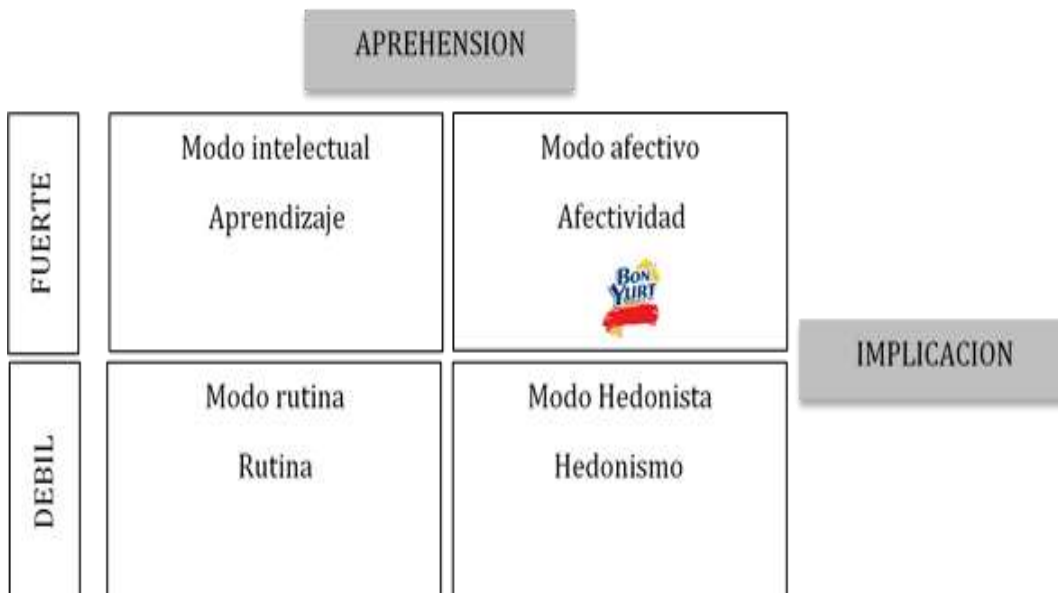 APREHENSION
FUERTE
Modo intelectual
Aprendizaje
Modo afectivo
Afectividad
BON
YURT
IMPLICACION
DEBIL
Modo rutina
Rutina
Modo Hedonista
Hedonismo